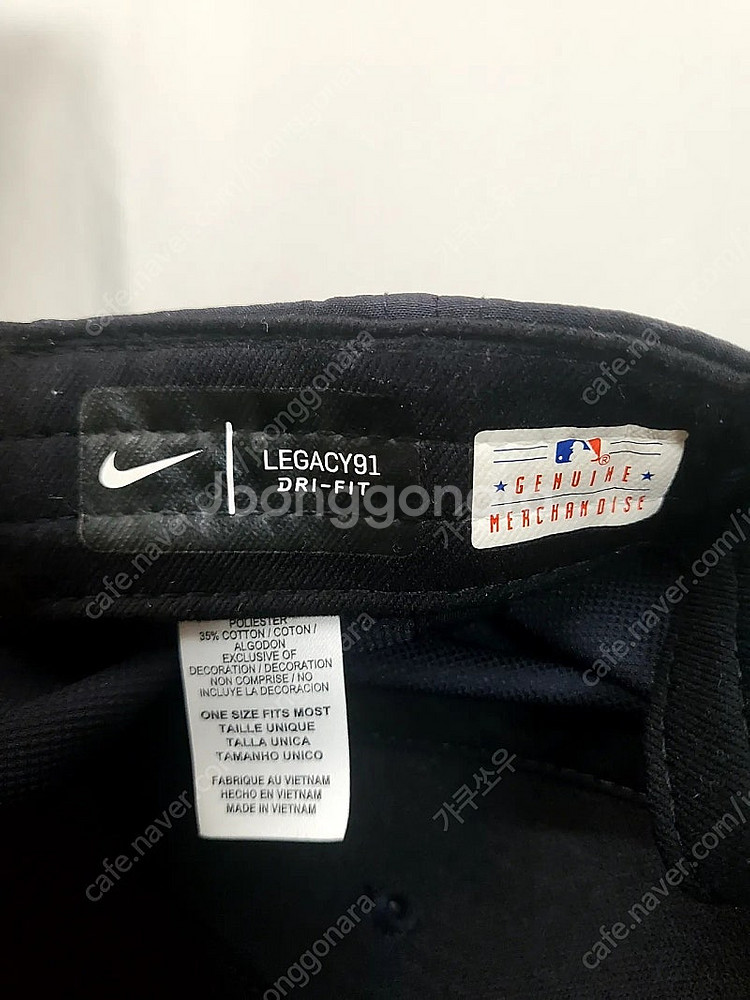 LEGACY91
DRI-FIT
GENUINE
MERCHANDISE
POLIESTER
35% COTTON / COTON /
ALGODON
EXCLUSIVE OF
DECORATION / DECORATION
NON COMPRISE / NO
INCLUYE LA DECORACION
ONE SIZE FITS MOST
TAILLE UNIQUE
TALLA UNICA
TAMANHO UNICO
FABRIQUE AU VIETNAM
HECHO EN VIETNAM
MADE IN VIETNAM
Joonggonara
cafe.naver.com/joonggonara
가구쇼우